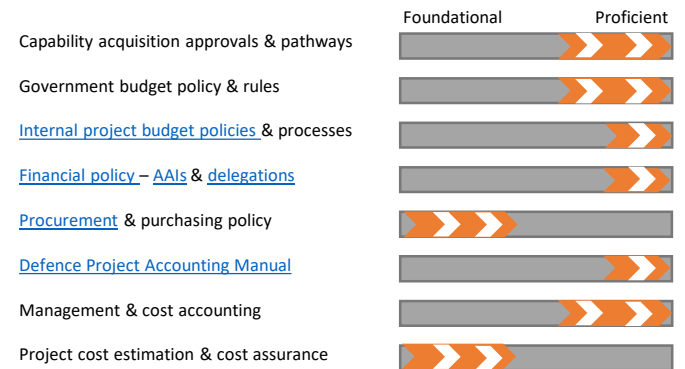 Foundational Proficient
Capability acquisition approvals & pathways
Government budget policy & rules
Internal project budget policies & processes
Financial policy – AAIs & delegations
Procurement & purchasing policy
Defence Project Accounting Manual
Management & cost accounting
Project cost estimation & cost assurance